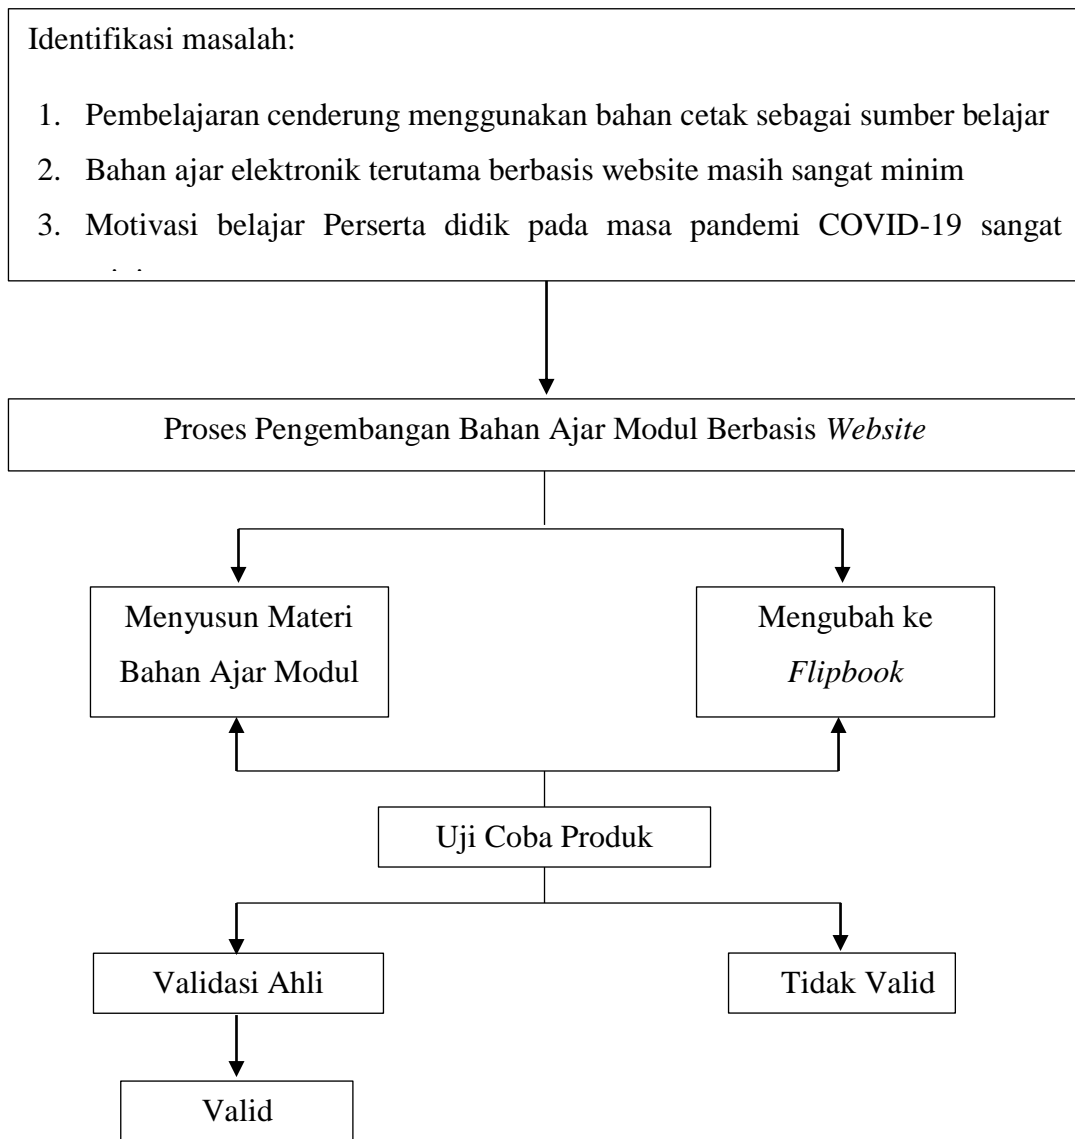 Identifikasi masalah:
1. Pembelajaran cenderung menggunakan bahan cetak sebagai sumber belajar
2. Bahan ajar elektronik terutama berbasis website masih sangat minim
3. Motivasi belajar Perserta didik pada masa pandemi COVID-19 sangat
Proses Pengembangan Bahan Ajar Modul Berbasis Website
Menyusun Materi
Bahan Ajar Modul
Mengubah ke
Flipbook
Uji Coba Produk
Validasi Ahli
Tidak Valid
Valid